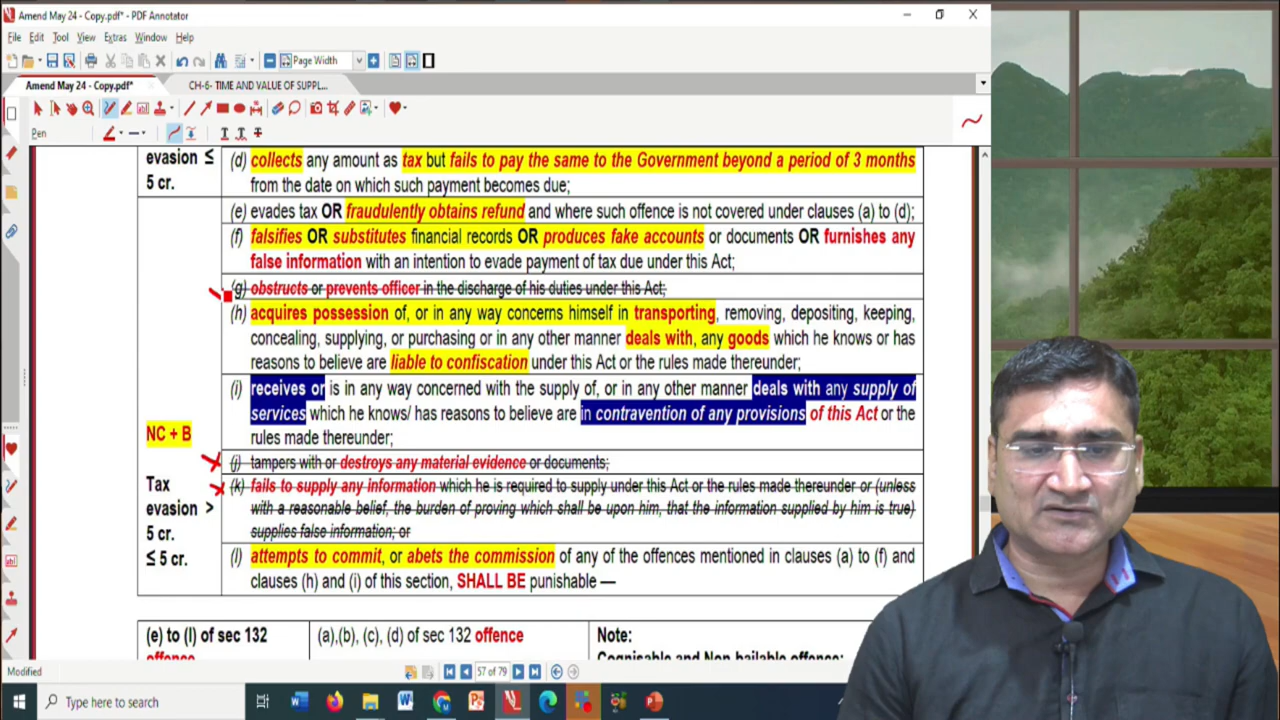 Amend May 24 - Copy.pdf* - PDF Annotator
File Edit Tool View Extras Window Help
Page Width
Amend May 24 - Copy.pdf*
CH-6- TIME AND VALUE OF SUPPL...
Pen
evasion ≤
5 cr.
(d) collects any amount as tax but fails to pay the same to the Government beyond a period of 3 months
from the date on which such payment becomes due;
(e) evades tax OR fraudulently obtains refund and where such offence is not covered under clauses (a) to (d);
(f) falsifies OR substitutes financial records OR produces fake accounts or documents OR furnishes any
false information with an intention to evade payment of tax due under this Act;
(g) obstructs or prevents officer in the discharge of his duties under this Act;
(h) acquires possession of, or in any way concerns himself in transporting, removing, depositing, keeping,
concealing, supplying, or purchasing or in any other manner deals with, any goods which he knows or has
reasons to believe are liable to confiscation under this Act or the rules made thereunder;
(i) receives or is in any way concerned with the supply of, or in any other manner deals with any supply of
services which he knows/ has reasons to believe are in contravention of any provisions of this Act or the
rules made thereunder;
NC + B
(j) tampers with or destroys any material evidence or documents;
Tax
evasion >
5 cr.
≤ 5 cr.
(k) fails to supply any information which he is required to supply under this Act or the rules made thereunder or (unless
with a reasonable belief, the burden of proving which shall be upon him, that the information supplied by him is true)
supplies false information; or
(l) attempts to commit, or abets the commission of any of the offences mentioned in clauses (a) to (f) and
clauses (h) and (i) of this section, SHALL BE punishable —
(e) to (l) of sec 132
offence
(a),(b), (c), (d) of sec 132 offence
Note:
Cognisable and Non-bailable offence:
Modified
57 of 79
Type here to search